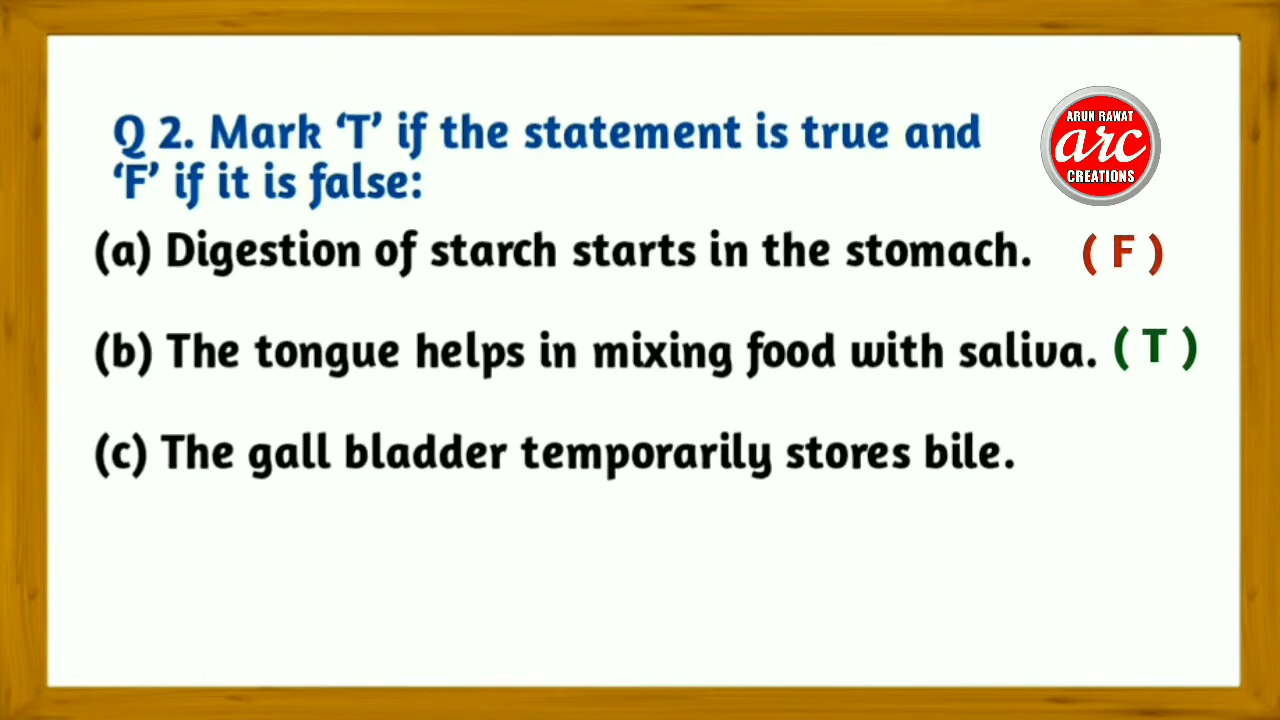 Q 2. Mark ‘T’ if the statement is true and
‘F’ if it is false:
ARUN RAWAT
arc
CREATIONS
(a) Digestion of starch starts in the stomach. ( F )
(b) The tongue helps in mixing food with saliva. ( T )
(c) The gall bladder temporarily stores bile.